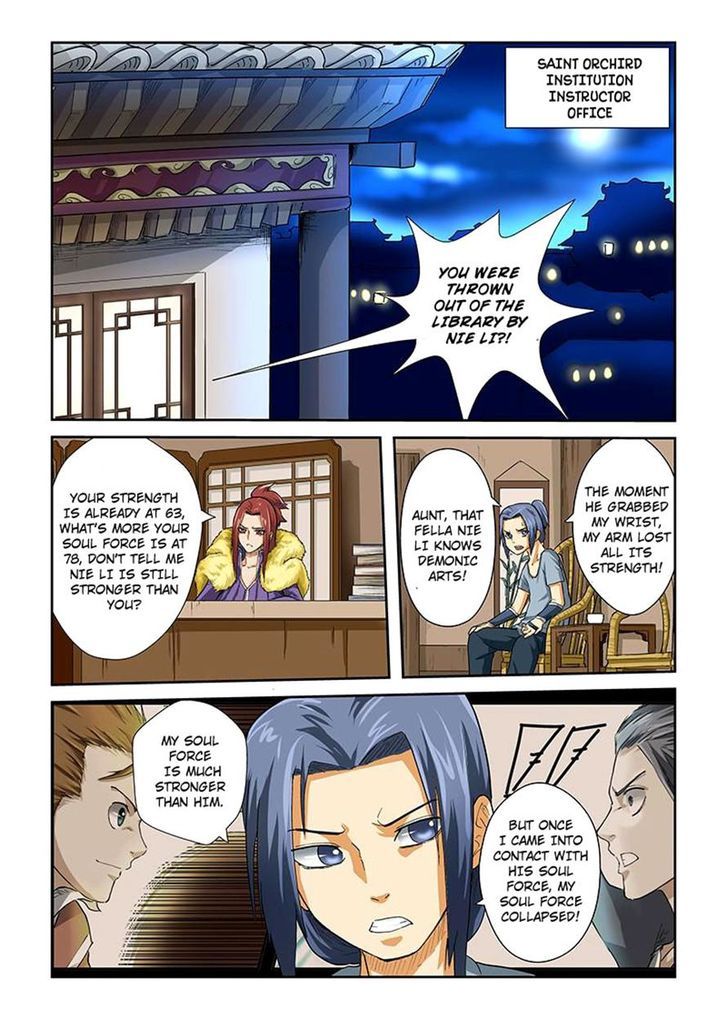 SAINT ORCHIRD
INSTITUTION
INSTRUCTOR
OFFICE
YOU WERE
THROWN
OUT OF THE
LIBRARY BY
NIE LI?!
YOUR STRENGTH
IS ALREADY AT 63,
WHAT'S MORE YOUR
SOUL FORCE IS AT
78, DON'T TELL ME
NIE LI IS STILL
STRONGER THAN
YOU?
AUNT, THAT
FELLA NIE
LI KNOWS
DEMONIC
ARTS!
THE MOMENT
HE GRABBED
MY WRIST,
MY ARM LOST
ALL ITS
STRENGTH!
MY SOUL
FORCE
IS MUCH
STRONGER
THAN HIM.
BUT ONCE
I CAME INTO
CONTACT WITH
HIS SOUL
FORCE, MY
SOUL FORCE
COLLAPSED!